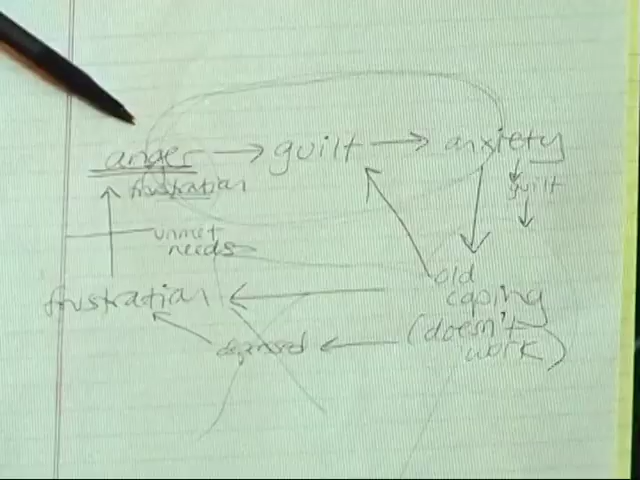 anger → guilt → anxiety
frustration
guilt
unmet
needs
old
coping
frustration
(doesn't
work)
depressed